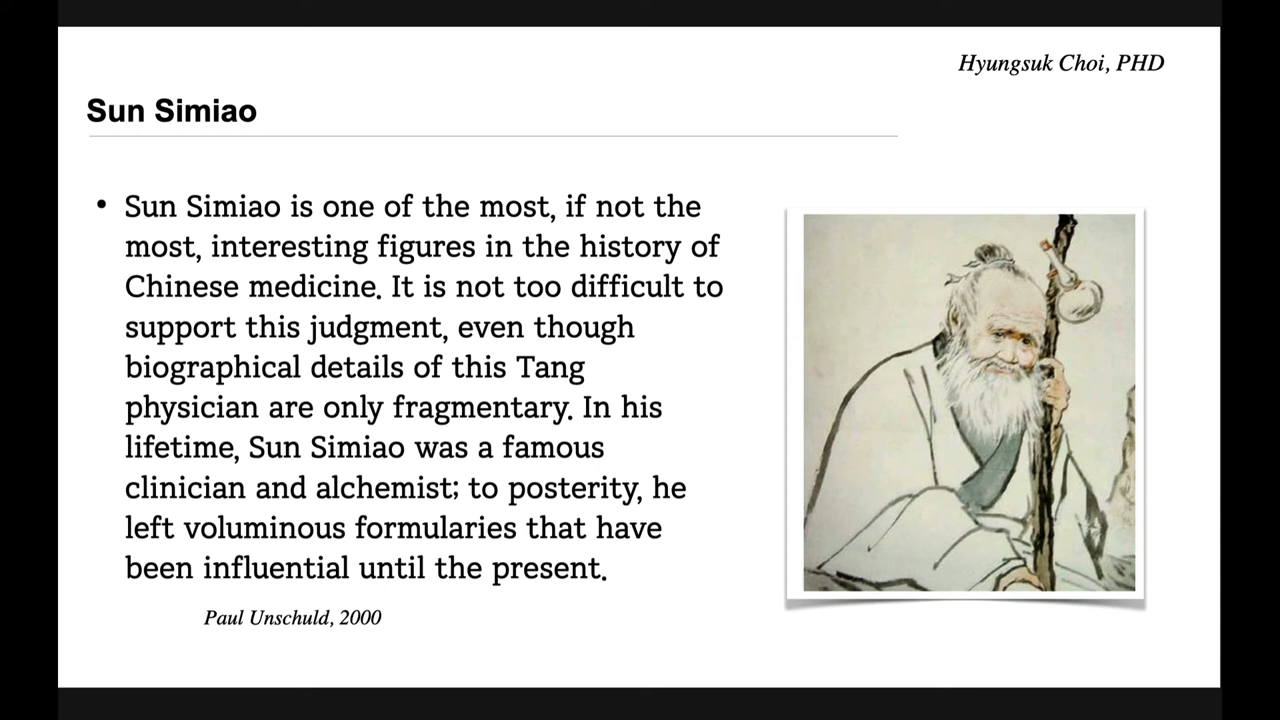 Hyungsuk Choi, PHD
Sun Simiao
• Sun Simiao is one of the most, if not the
most, interesting figures in the history of
Chinese medicine. It is not too difficult to
support this judgment, even though
biographical details of this Tang
physician are only fragmentary. In his
lifetime, Sun Simiao was a famous
clinician and alchemist; to posterity, he
left voluminous formularies that have
been influential until the present.
Paul Unschuld, 2000